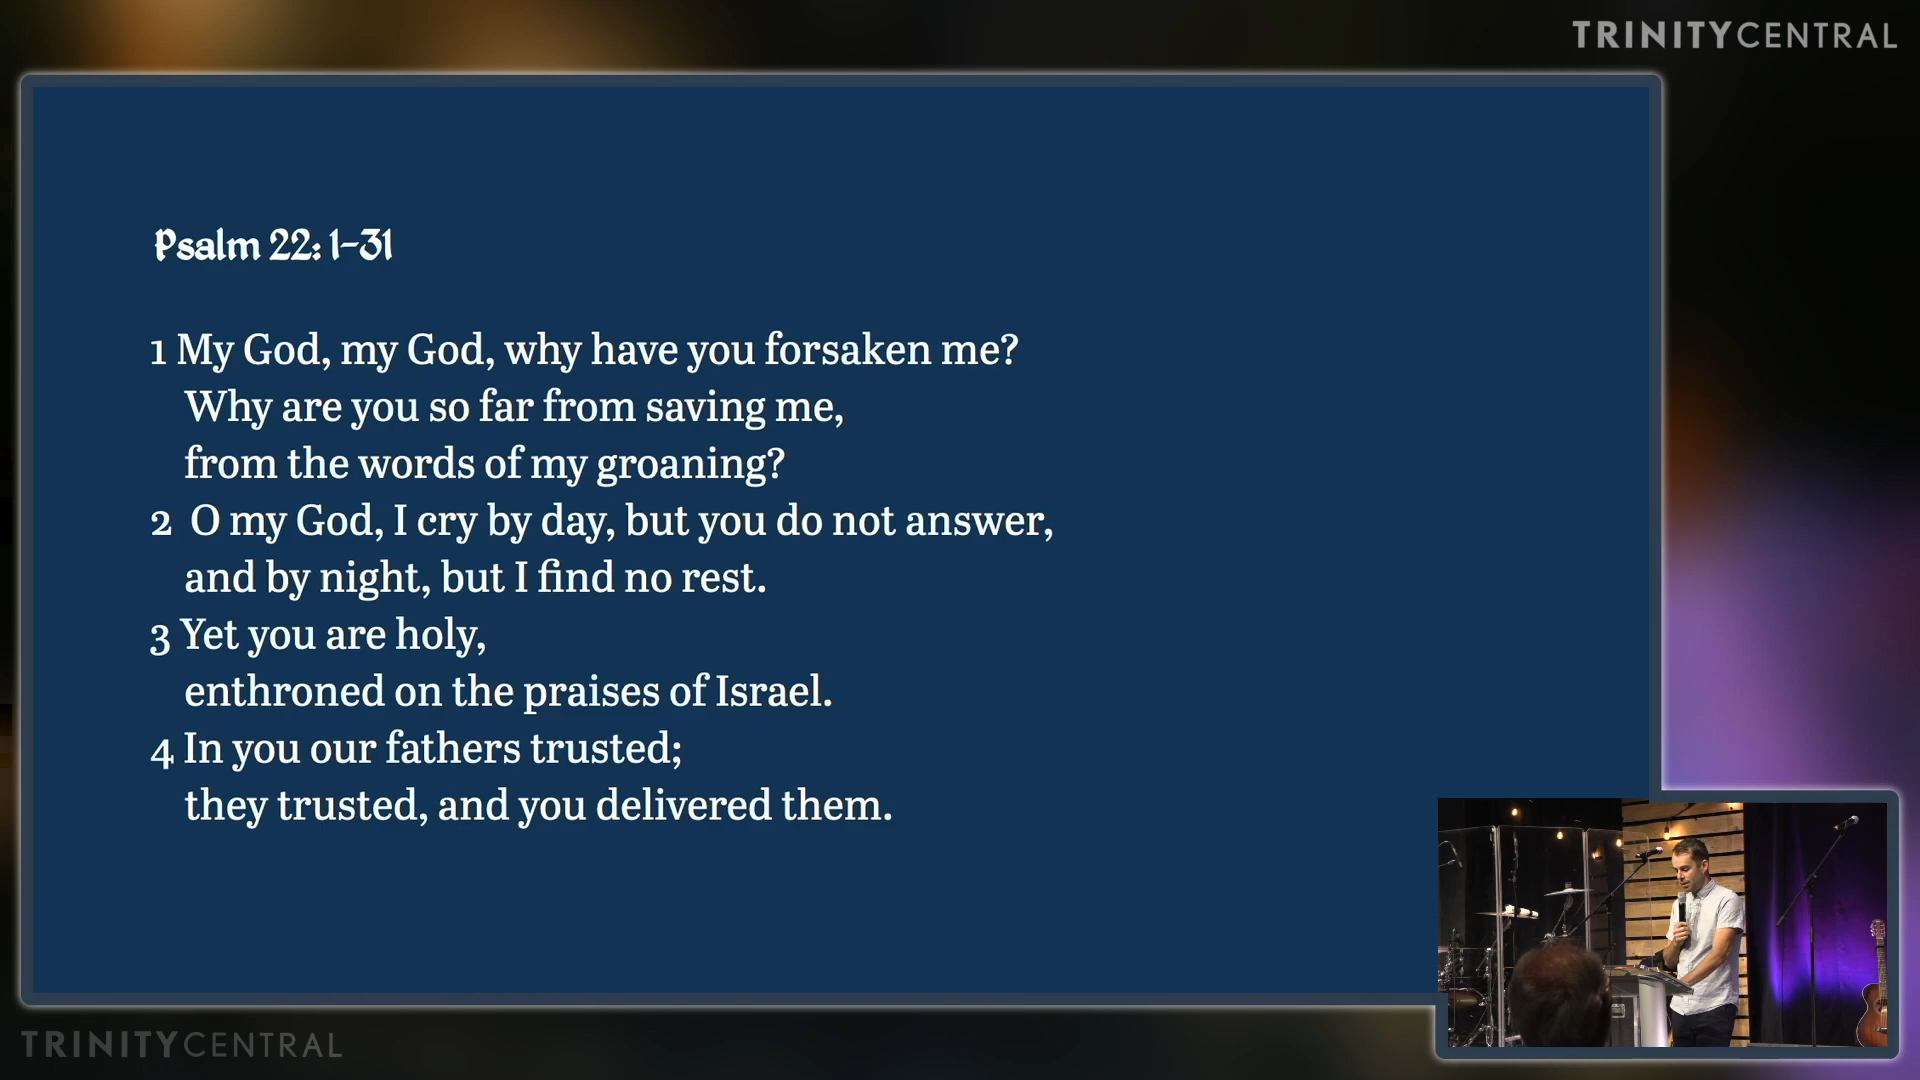 TRINITYCENTRAL
Psalm 22: 1-31
1 My God, my God, why have you forsaken me?
Why are you so far from saving me,
from the words of my groaning?
2 O my God, I cry by day, but you do not answer,
and by night, but I find no rest.
3 Yet you are holy,
enthroned on the praises of Israel.
4 In you our fathers trusted;
they trusted, and you delivered them.
TRINITYCENTRAL